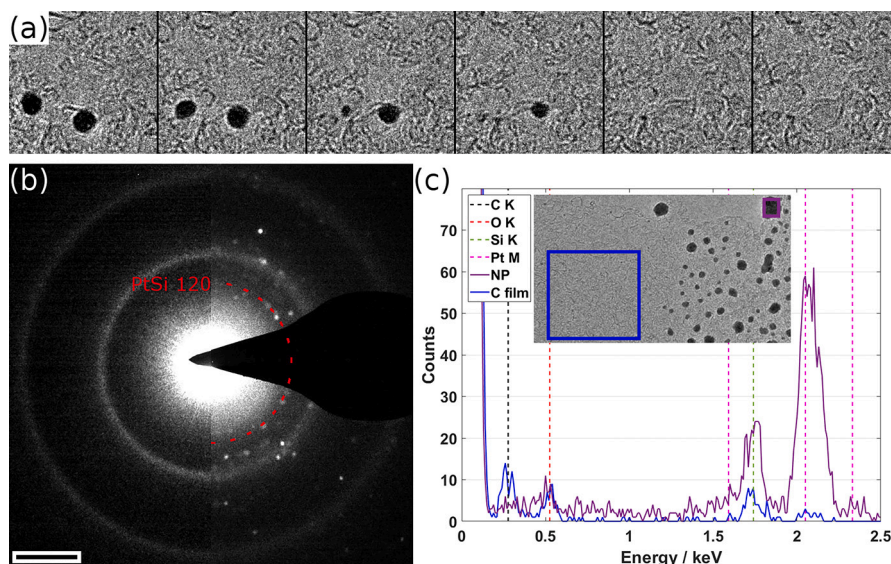 (a)
(b)
PtSi 120
(c)
80
70
60
50
40
30
20
10
0
Counts
C K
O K
Si K
Pt M
NP
C film
0
0.5
1
1.5
2
2.5
Energy / keV